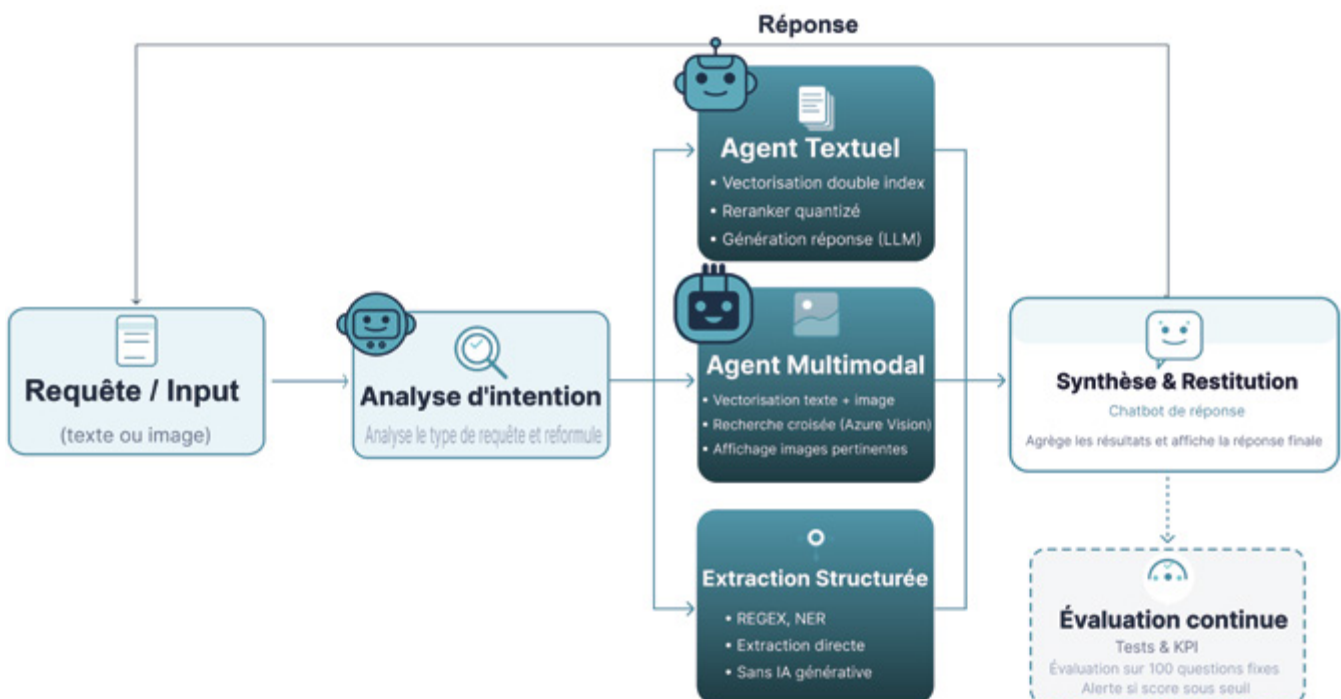 Réponse
Requête / Input
(texte ou image)
Analyse d'intention
Analyse le type de requête et reformule
Agent Textuel
• Vectorisation double index
• Reranker quantizé
• Génération réponse (LLM)
Agent Multimodal
• Vectorisation texte + image
• Recherche croisée (Azure Vision)
• Affichage images pertinentes
Extraction Structurée
• REGEX, NER
• Extraction directe
• Sans IA générative
Synthèse & Restitution
Chatbot de réponse
Agrège les résultats et affiche la réponse finale
Évaluation continue
Tests & KPI
Évaluation sur 100 questions fixes
Alerte si score sous seuil